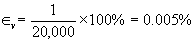 ∈ᵥ = 1/20,000 × 100% = 0.005%